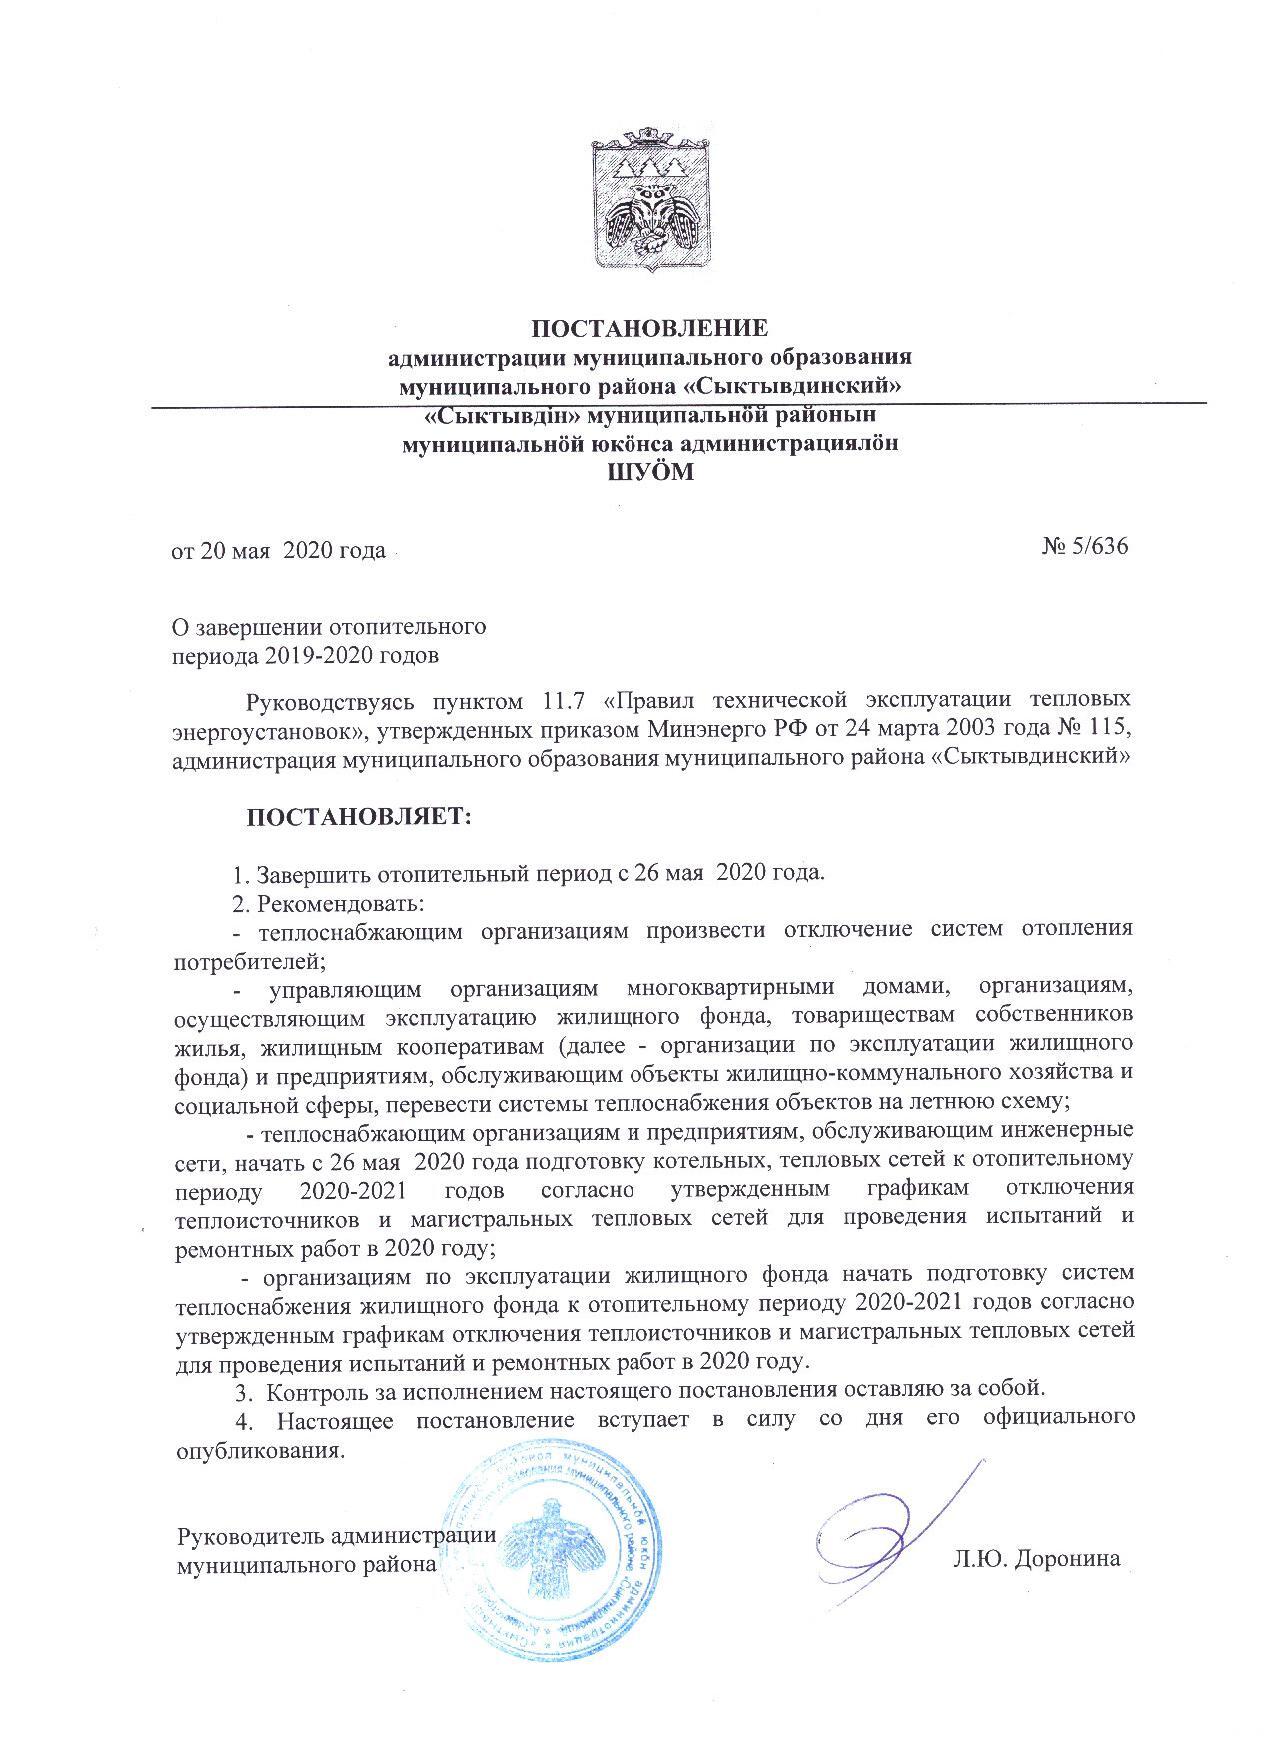 ПОСТАНОВЛЕНИЕ
администрации муниципального образования
муниципального района «Сыктывдинский»
«Сыктывдiн» муниципальнӧй районын
муниципальнӧй юкӧнса администрациялӧн
ШУӦМ
от 20 мая 2020 года
№ 5/636
О завершении отопительного
периода 2019-2020 годов
Руководствуясь пунктом 11.7 «Правил технической эксплуатации тепловых
энергоустановок», утвержденных приказом Минэнерго РФ от 24 марта 2003 года № 115,
администрация муниципального образования муниципального района «Сыктывдинский»
ПОСТАНОВЛЯЕТ:
1. Завершить отопительный период с 26 мая 2020 года.
2. Рекомендовать:
- теплоснабжающим организациям произвести отключение систем отопления
потребителей;
- управляющим организациям многоквартирными домами, организациям,
осуществляющим эксплуатацию жилищного фонда, товариществам собственников
жилья, жилищным кооперативам (далее - организации по эксплуатации жилищного
фонда) и предприятиям, обслуживающим объекты жилищно-коммунального хозяйства и
социальной сферы, перевести системы теплоснабжения объектов на летнюю схему;
- теплоснабжающим организациям и предприятиям, обслуживающим инженерные
сети, начать с 26 мая 2020 года подготовку котельных, тепловых сетей к отопительному
периоду 2020-2021 годов согласно утвержденным графикам отключения
теплоисточников и магистральных тепловых сетей для проведения испытаний и
ремонтных работ в 2020 году;
- организациям по эксплуатации жилищного фонда начать подготовку систем
теплоснабжения жилищного фонда к отопительному периоду 2020-2021 годов согласно
утвержденным графикам отключения теплоисточников и магистральных тепловых сетей
для проведения испытаний и ремонтных работ в 2020 году.
3. Контроль за исполнением настоящего постановления оставляю за собой.
4. Настоящее постановление вступает в силу со дня его официального
опубликования.
Руководитель администрации
муниципального района
Л.Ю. Доронина